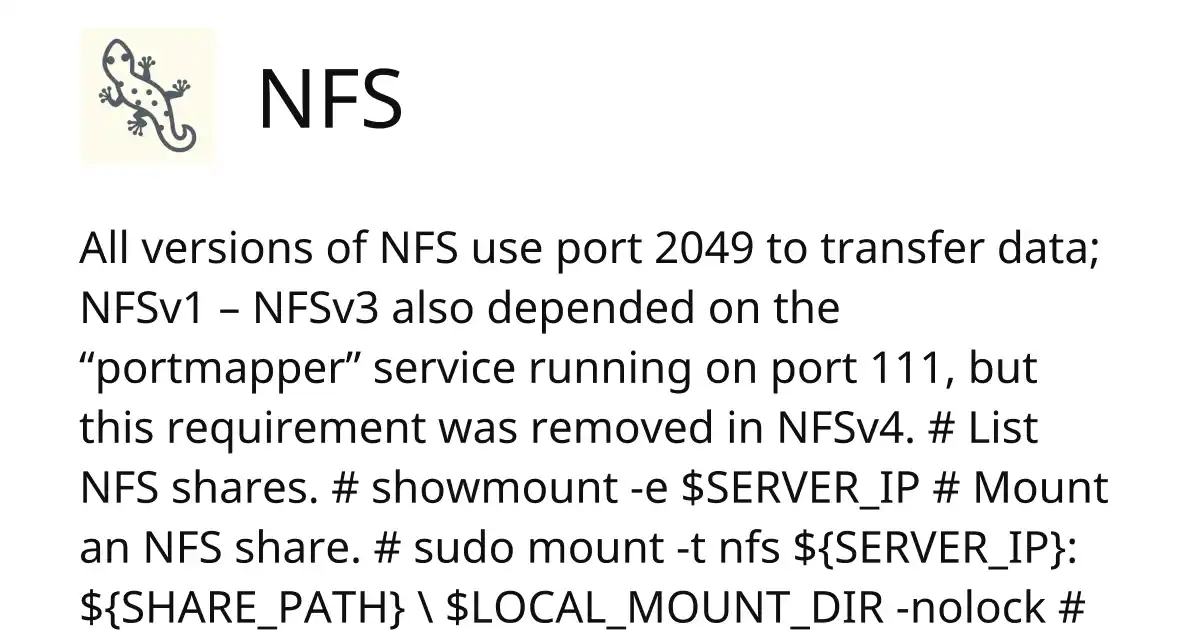 NFS
All versions of NFS use port 2049 to transfer data;
NFSv1 – NFSv3 also depended on the
“portmapper” service running on port 111, but
this requirement was removed in NFSv4. # List
NFS shares. # showmount -e $SERVER_IP # Mount
an NFS share. # sudo mount -t nfs ${SERVER_IP}:
${SHARE_PATH} \ $LOCAL_MOUNT_DIR -nolock #